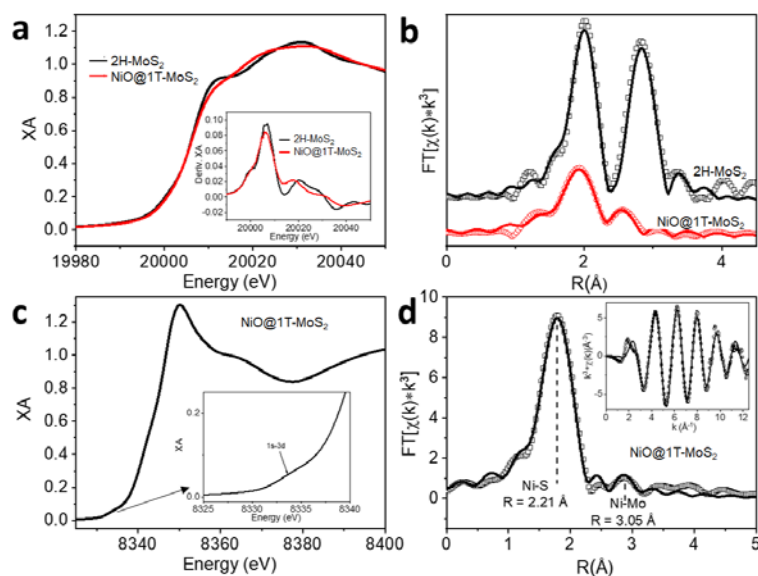 a
2H-MoS2
NiO@1T-MoS2
XA
1.2
1.0
0.8
0.6
0.4
0.2
0.0
19980
20000
20020
20040
Energy (eV)
Deriv. XA
0.10
0.08
0.06
0.04
0.02
0.00
-0.02
2H-MoS2
NiO@1T-MoS2
20000
20020
20040
Energy (eV)
b
FT[χ(k)*k3]
2H-MoS2
NiO@1T-MoS2
0
2
4
R(Å)
c
NiO@1T-MoS2
XA
1.2
1.0
0.8
0.6
0.4
0.2
0.0
8340
8360
8380
8400
Energy (eV)
XA
0.2
0.0
1s-3d
8325
8330
8335
8340
Energy (eV)
d
FT[χ(k)*k3]
10
8
6
4
2
0
Ni-S
R = 2.21 Å
Ni-Mo
R = 3.05 Å
NiO@1T-MoS2
0
1
2
3
4
5
R(Å)
5
0
-5
0
2
4
6
8
10
12
k (Å-1)